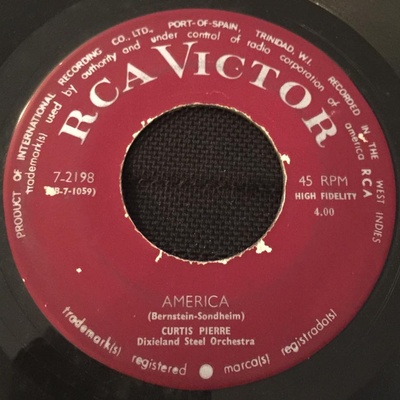 PRODUCT OF INTERNATIONAL RECORDING CO., LTD., PORT-OF-SPAIN, TRINIDAD, W.I. RECORDED IN THE WEST INDIES
trademark(s) used by authority and under control of radio corporation of america RCA
RCA VICTOR
7-2198
45 RPM
HIGH FIDELITY
4.00
AMERICA
(Bernstein-Sondheim)
CURTIS PIERRE
Dixieland Steel Orchestra
trademark(s) registered marca(s) registrada(s)